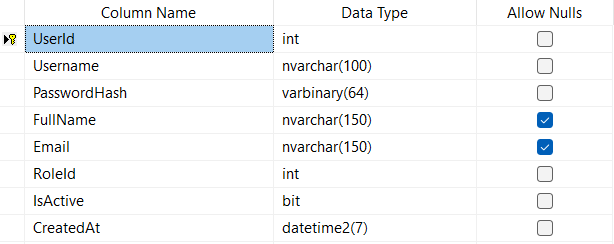 Column Name Data Type Allow Nulls
UserId int
Username nvarchar(100)
PasswordHash varbinary(64)
FullName nvarchar(150)
Email nvarchar(150)
RoleId int
IsActive bit
CreatedAt datetime2(7)